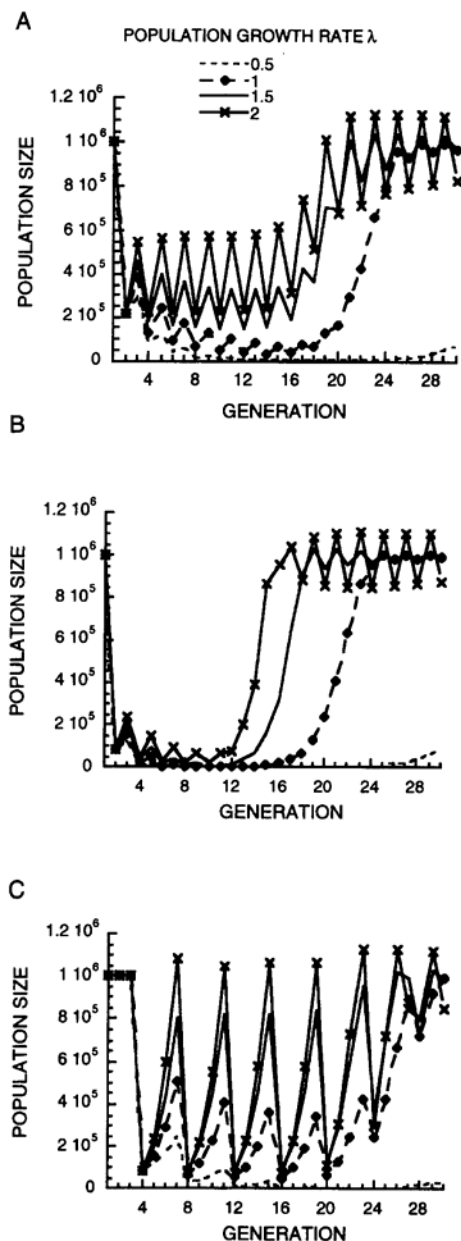 A
POPULATION GROWTH RATE λ
0.5
1
1.5
2
1.2 10⁶
1 10⁶
8 10⁵
6 10⁵
4 10⁵
2 10⁵
0
POPULATION SIZE
4 8 12 16 20 24 28
GENERATION
B
1.2 10⁶
1 10⁶
8 10⁵
6 10⁵
4 10⁵
2 10⁵
0
POPULATION SIZE
4 8 12 16 20 24 28
GENERATION
C
1.2 10⁶
1 10⁶
8 10⁵
6 10⁵
4 10⁵
2 10⁵
0
POPULATION SIZE
4 8 12 16 20 24 28
GENERATION